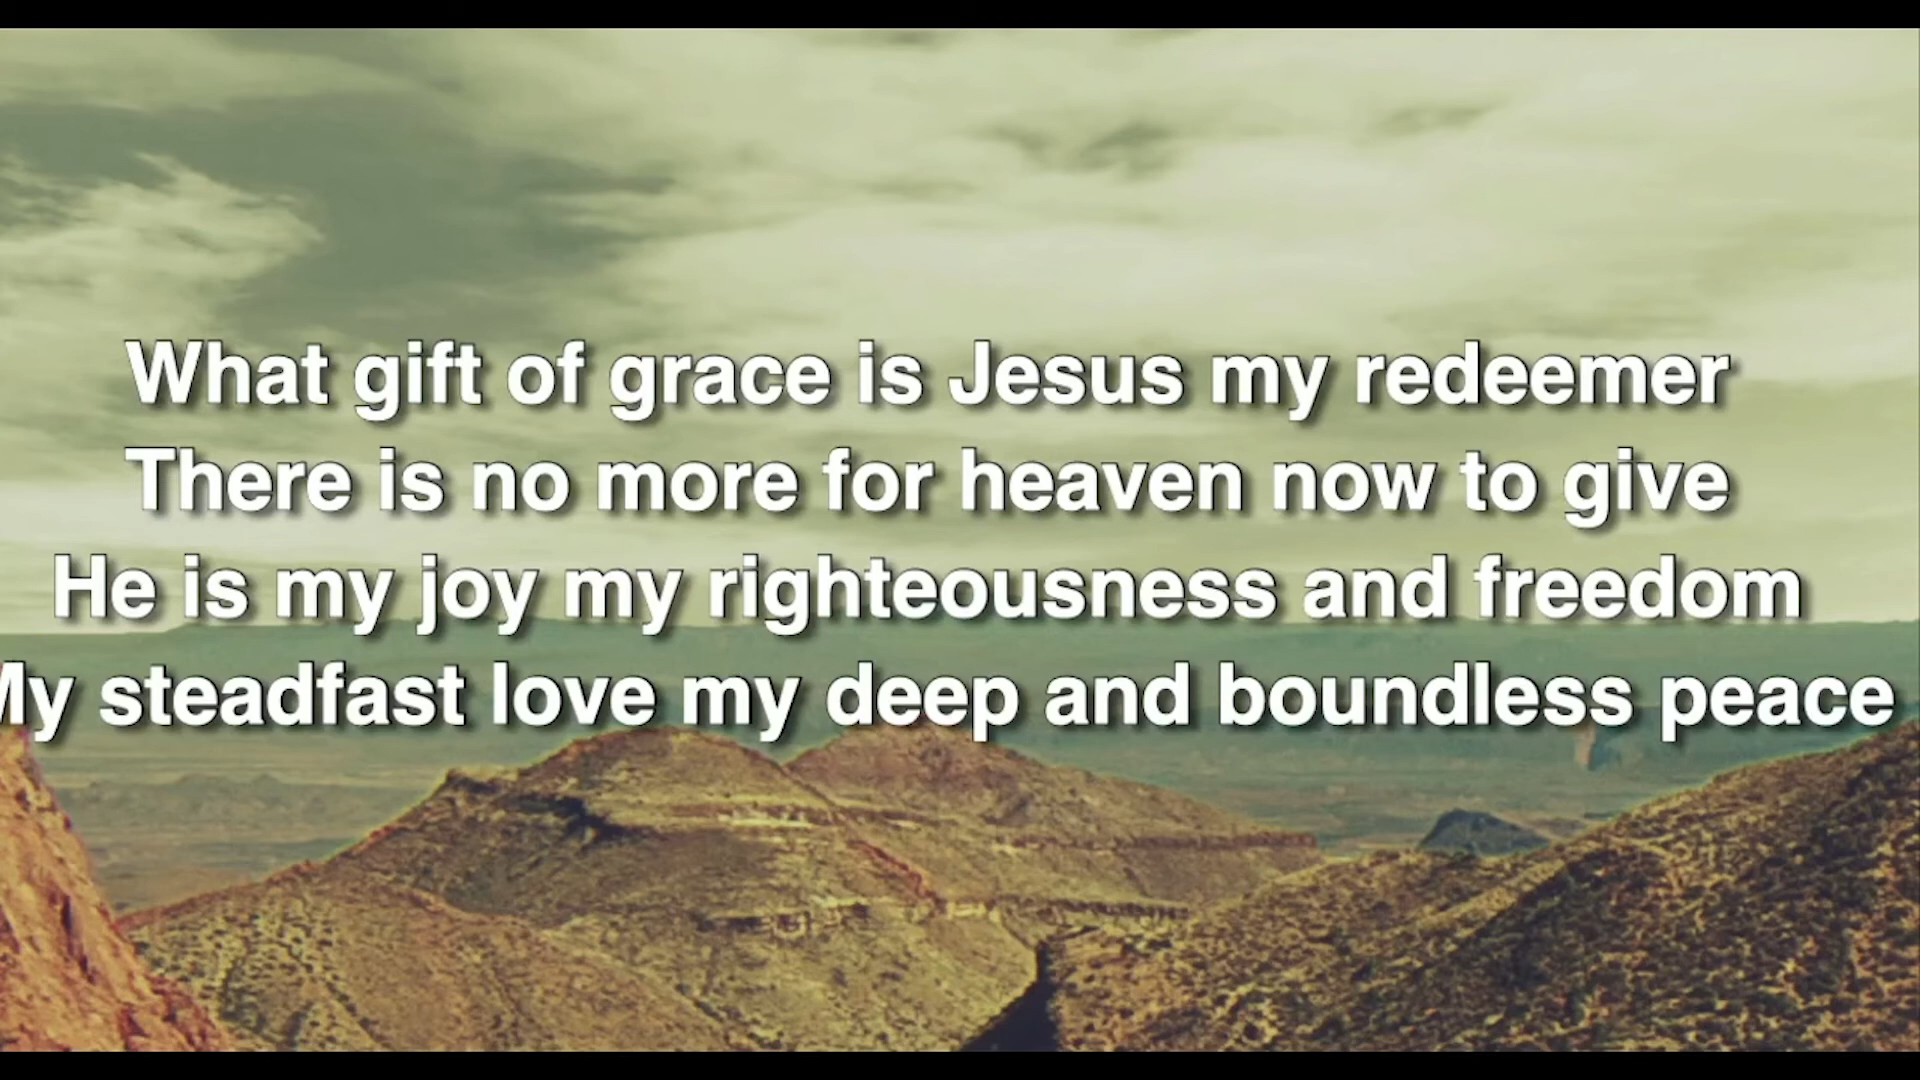 What gift of grace is Jesus my redeemer
There is no more for heaven now to give
He is my joy my righteousness and freedom
My steadfast love my deep and boundless peace